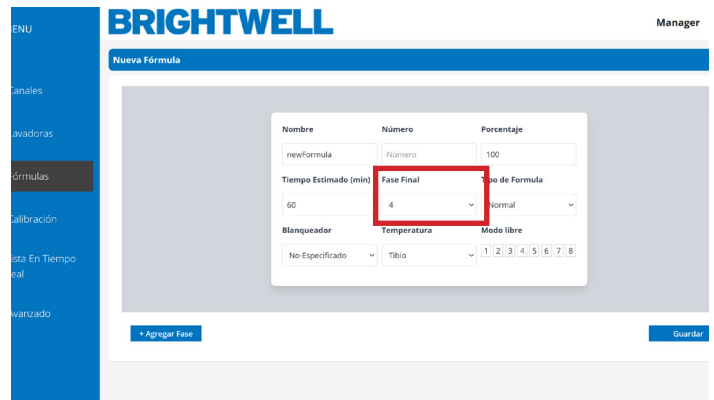 ENU
BRIGHTWELL
Manager
Nueva Fórmula
Canales
Lavadoras
Fórmulas
Calibración
ista En Tiempo
eal
Avanzado
Nombre
Número
Porcentaje
newFormula
Número
100
Tiempo Estimado (min)
Fase Final
Tipo de Formula
60
4
Normal
Blanqueador
Temperatura
Modo libre
No-Especificado
Tibio
1 2 3 4 5 6 7 8
+ Agregar Fase
Guardar